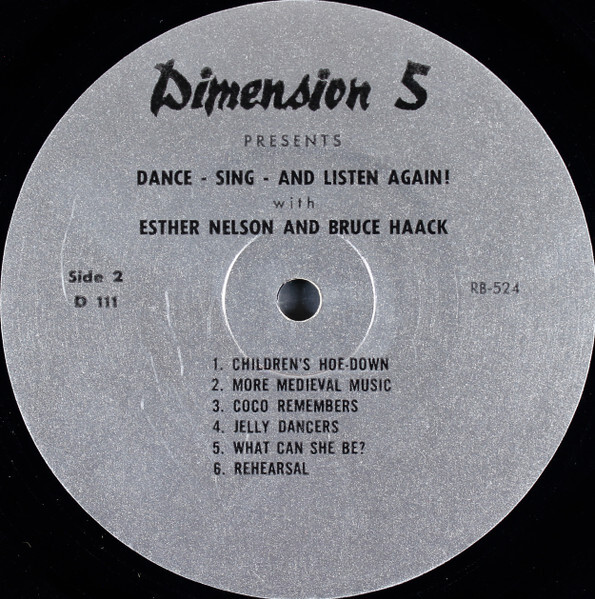 Dimension 5
PRESENTS
DANCE - SING - AND LISTEN AGAIN!
with
ESTHER NELSON AND BRUCE HAACK
Side 2
D 111
RB-524
1. CHILDREN'S HOE-DOWN
2. MORE MEDIEVAL MUSIC
3. COCO REMEMBERS
4. JELLY DANCERS
5. WHAT CAN SHE BE?
6. REHEARSAL